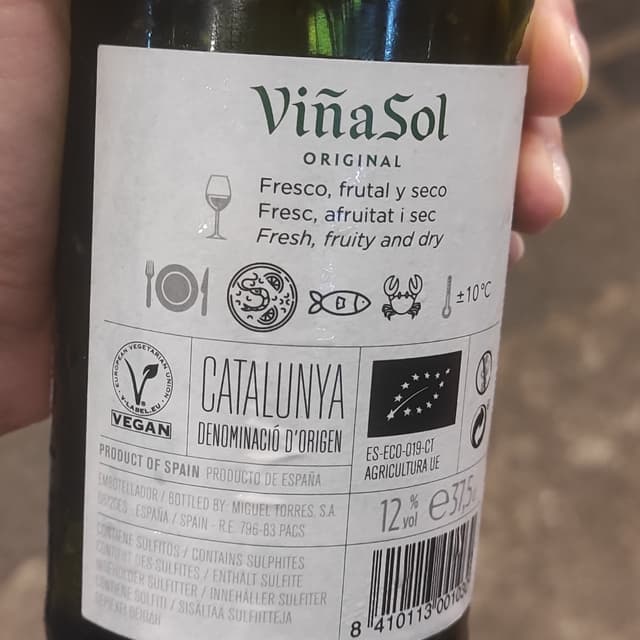 ViñaSol
ORIGINAL
Fresco, frutal y seco
Fresc, afruitat i sec
Fresh, fruity and dry
±10°C
EUROPEAN VEGETARIAN UNION
V-LABEL.EU
VEGAN
CATALUNYA
DENOMINACIÓ D'ORIGEN
ES-ECO-019-CT
AGRICULTURA UE
PRODUCT OF SPAIN PRODUCTO DE ESPAÑA
EMBOTELLADOR / BOTTLED BY: MIGUEL TORRES, S.A.
ESPAÑA / SPAIN - R.E. 796-B3 PACS
12 % vol e 37,5
CONTIENE SULFITOS / CONTAINS SULPHITES
CONTIENT DES SULFITES / ENTHÄLT SULFITE
SULFITTER / INNEHÅLLER SULFITER
SOLFITI / SISÄLTÄÄ SULFIITTEJA
8 410113 0010